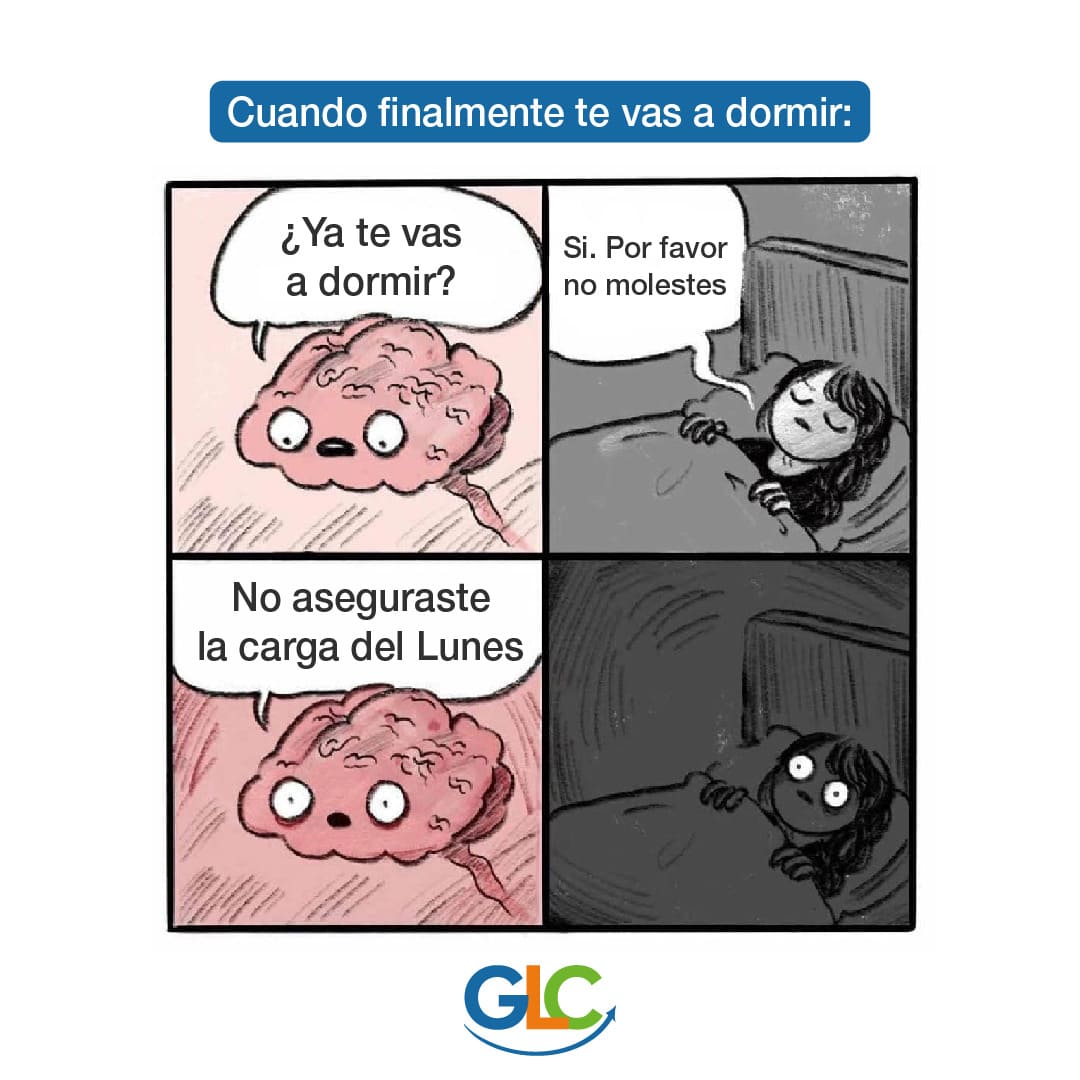 Cuando finalmente te vas a dormir:
¿Ya te vas
a dormir?
Si. Por favor
no molestes
No aseguraste
la carga del Lunes
GLC